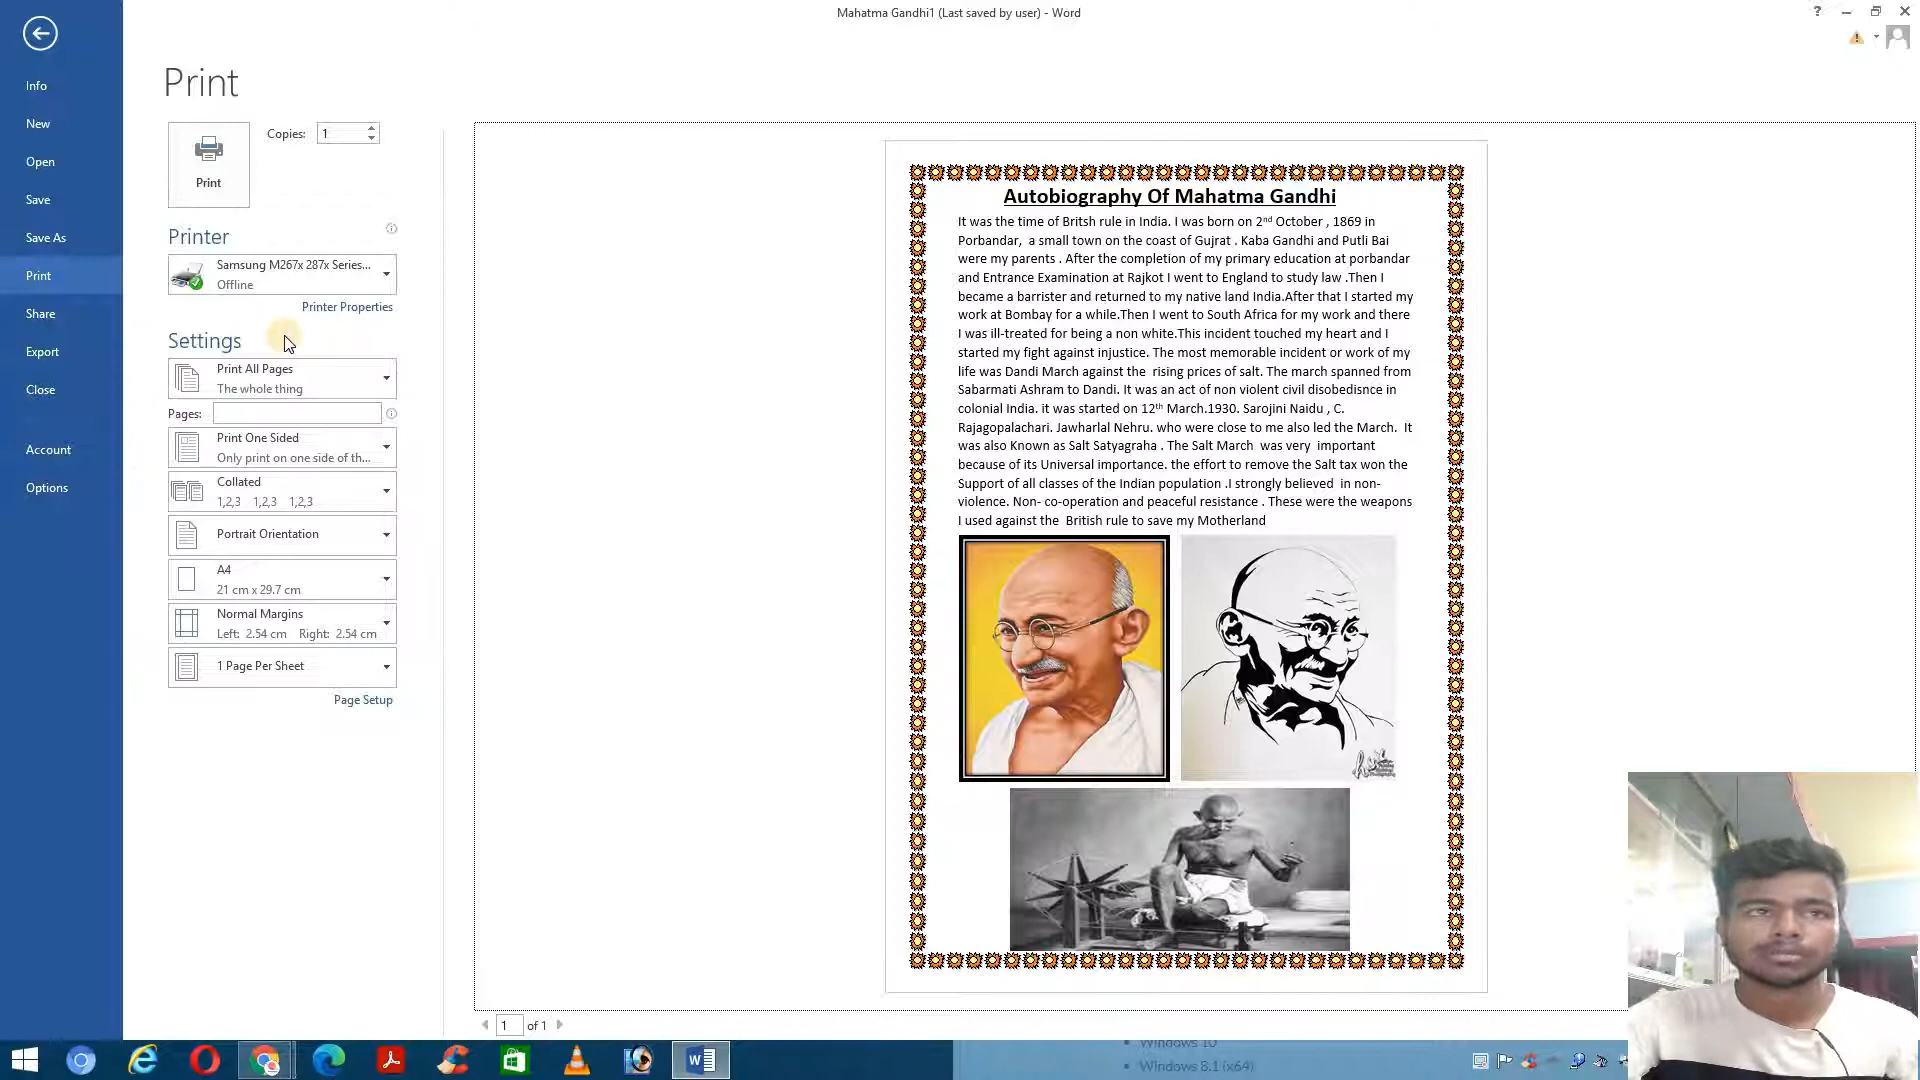 Mahatma Gandhi1 (Last saved by user) - Word
?
Info
New
Open
Save
Save As
Print
Share
Export
Close
Account
Options
Print
Print
Copies: 1
Printer
Samsung M267x 287x Series...
Offline
Printer Properties
Settings
Print All Pages
The whole thing
Pages:
Print One Sided
Only print on one side of th...
Collated
1,2,3 1,2,3 1,2,3
Portrait Orientation
A4
21 cm x 29.7 cm
Normal Margins
Left: 2.54 cm Right: 2.54 cm
1 Page Per Sheet
Page Setup
Autobiography Of Mahatma Gandhi
It was the time of Britsh rule in India. I was born on 2nd October , 1869 in
Porbandar, a small town on the coast of Gujrat . Kaba Gandhi and Putli Bai
were my parents . After the completion of my primary education at porbandar
and Entrance Examination at Rajkot I went to England to study law .Then I
became a barrister and returned to my native land India.After that I started my
work at Bombay for a while.Then I went to South Africa for my work and there
I was ill-treated for being a non white.This incident touched my heart and I
started my fight against injustice. The most memorable incident or work of my
life was Dandi March against the rising prices of salt. The march spanned from
Sabarmati Ashram to Dandi. It was an act of non violent civil disobedisnce in
colonial India. it was started on 12th March.1930. Sarojini Naidu , C.
Rajagopalachari. Jawharlal Nehru. who were close to me also led the March. It
was also Known as Salt Satyagraha . The Salt March was very important
because of its Universal importance. the effort to remove the Salt tax won the
Support of all classes of the Indian population .I strongly believed in non-
violence. Non- co-operation and peaceful resistance . These were the weapons
I used against the British rule to save my Motherland
1 of 1
Windows 10
Windows 8.1 (x64)